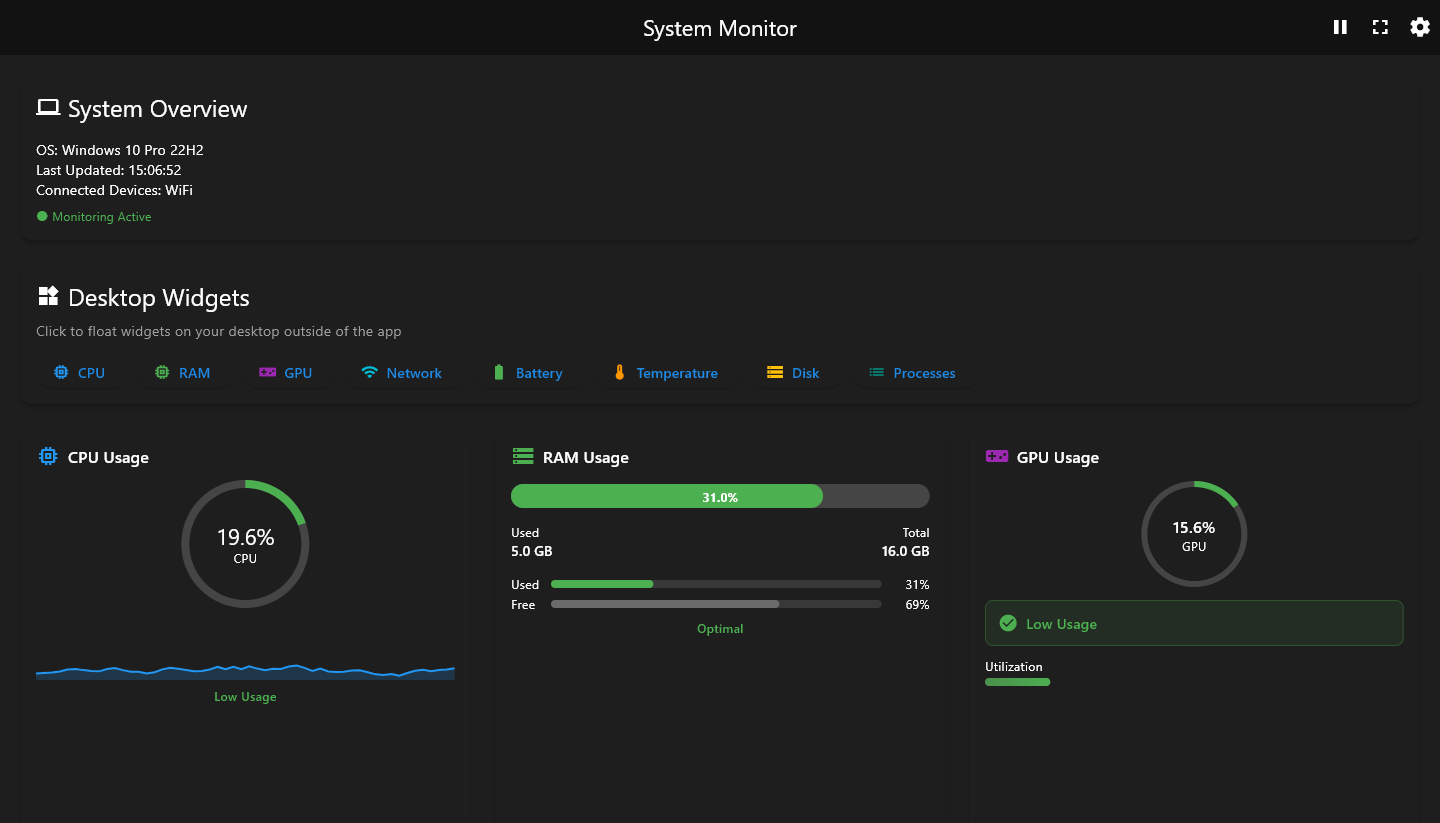 System Monitor
System Overview
OS: Windows 10 Pro 22H2
Last Updated: 15:06:52
Connected Devices: WiFi
Monitoring Active
Desktop Widgets
Click to float widgets on your desktop outside of the app
CPU RAM GPU Network Battery Temperature Disk Processes
CPU Usage
19.6%
CPU
Low Usage
RAM Usage
31.0%
Used Total
5.0 GB 16.0 GB
Used 31%
Free 69%
Optimal
GPU Usage
15.6%
GPU
Low Usage
Utilization